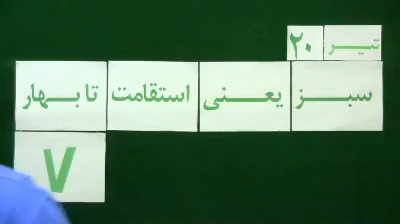 تیر ۲۰
سبز یعنی استقامت تا بهار
۷